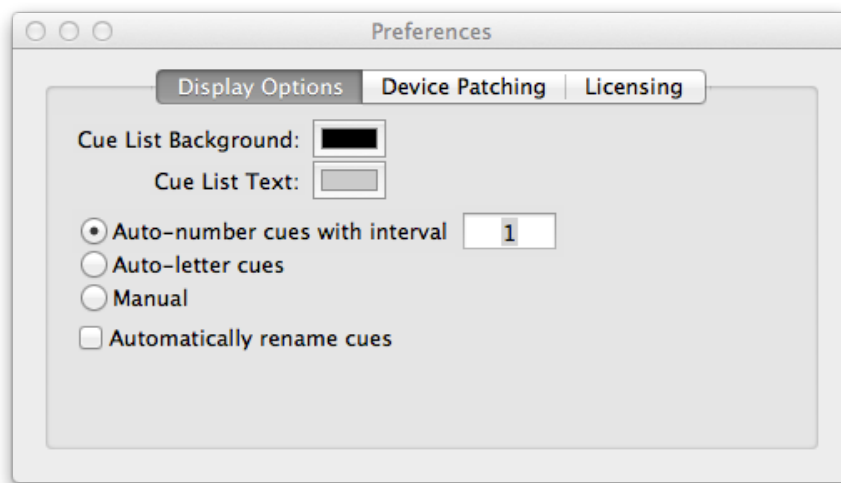 Preferences
Display Options Device Patching Licensing
Cue List Background:
Cue List Text:
Auto-number cues with interval 1
Auto-letter cues
Manual
Automatically rename cues